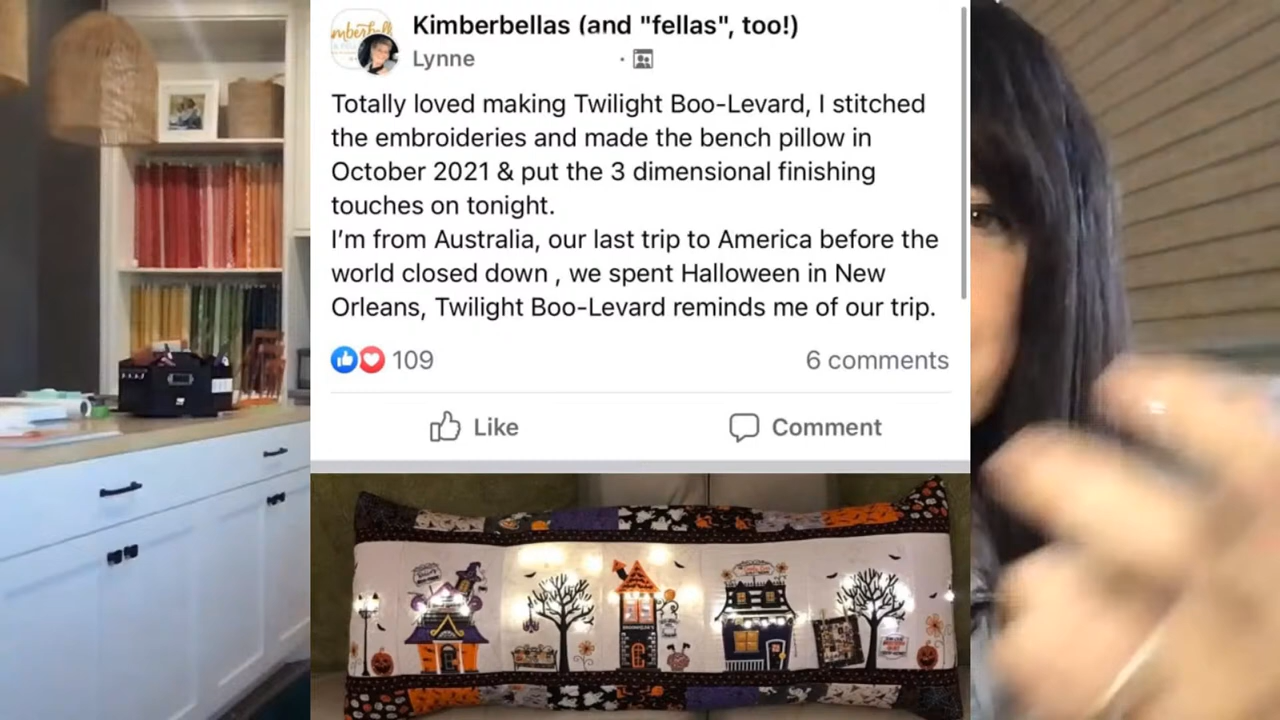 Kimberbellas (and "fellas", too!)
Lynne
Totally loved making Twilight Boo-Levard, I stitched
the embroideries and made the bench pillow in
October 2021 & put the 3 dimensional finishing
touches on tonight.
I'm from Australia, our last trip to America before the
world closed down , we spent Halloween in New
Orleans, Twilight Boo-Levard reminds me of our trip.
109
6 comments
Like
Comment